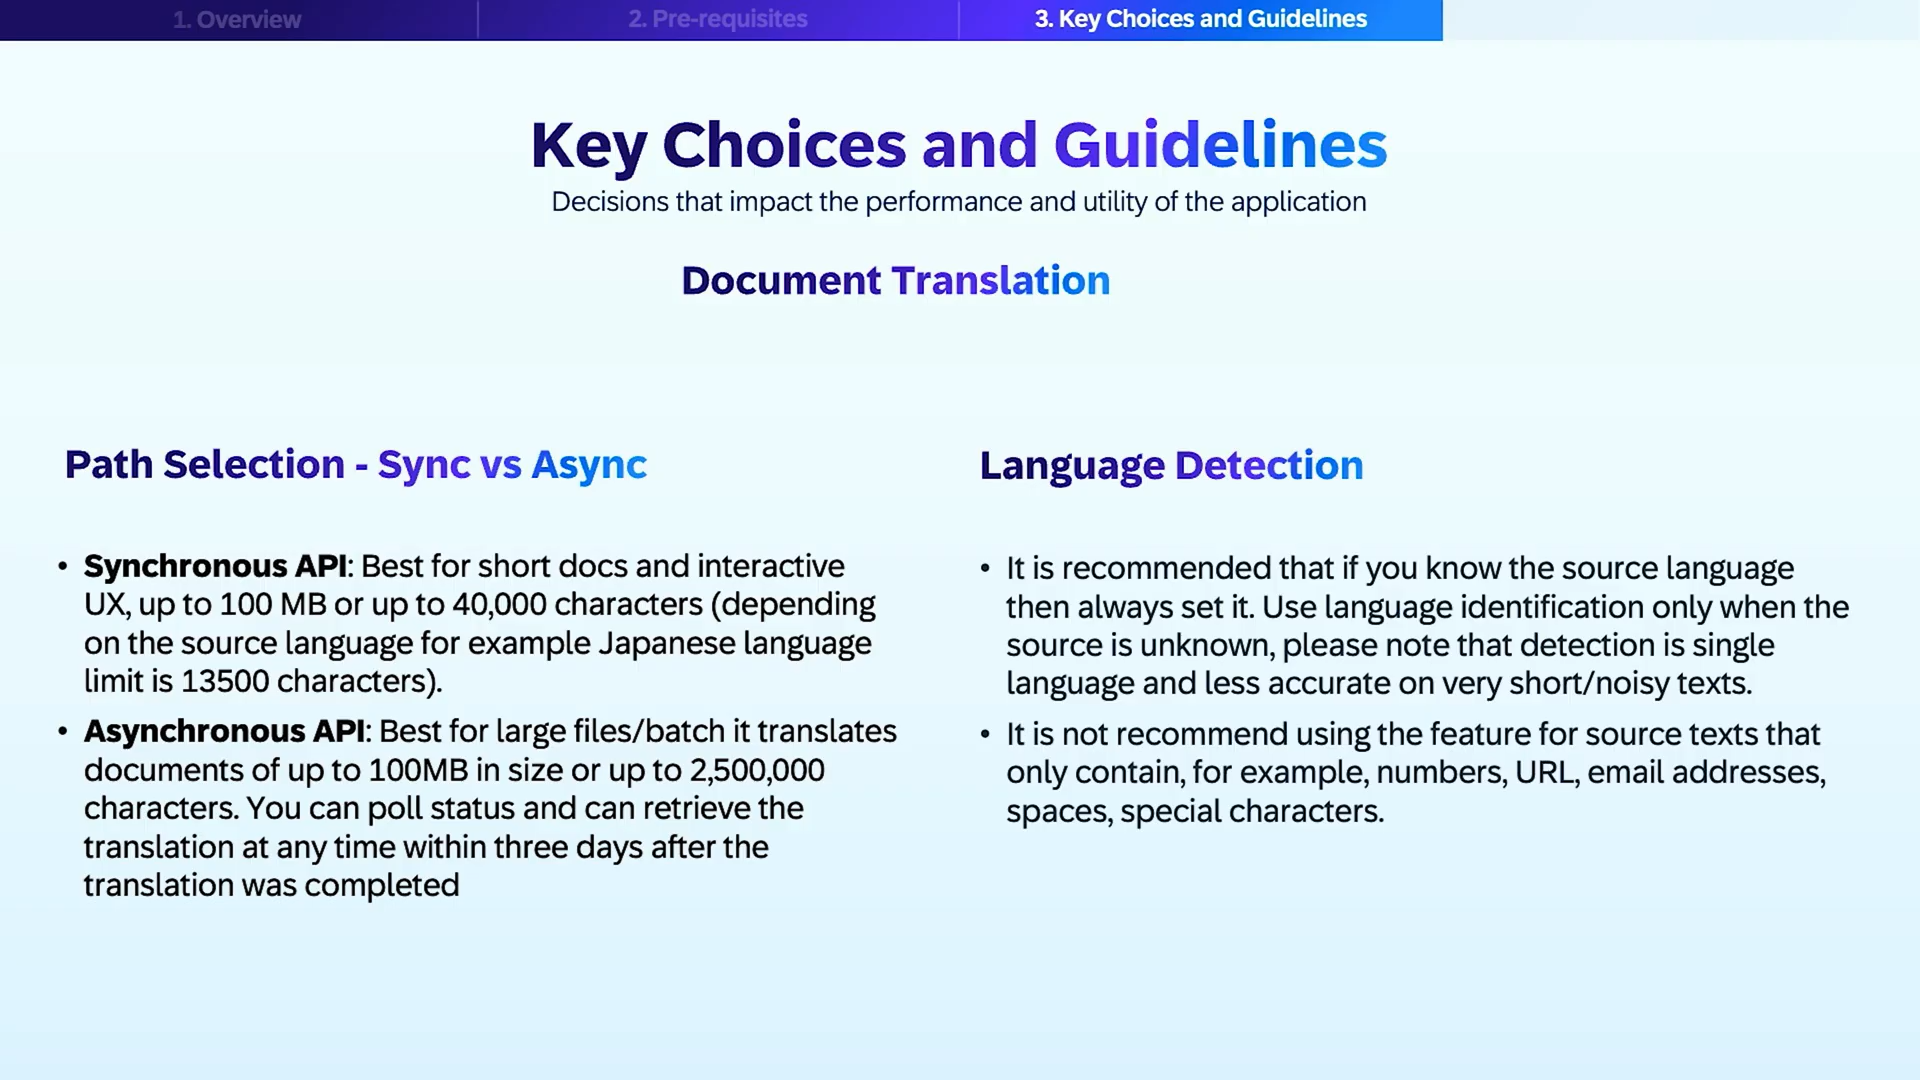 1. Overview
2. Pre-requisites
3. Key Choices and Guidelines
Key Choices and Guidelines
Decisions that impact the performance and utility of the application
Document Translation
Path Selection - Sync vs Async
• Synchronous API: Best for short docs and interactive
UX, up to 100 MB or up to 40,000 characters (depending
on the source language for example Japanese language
limit is 13500 characters).
• Asynchronous API: Best for large files/batch it translates
documents of up to 100MB in size or up to 2,500,000
characters. You can poll status and can retrieve the
translation at any time within three days after the
translation was completed
Language Detection
• It is recommended that if you know the source language
then always set it. Use language identification only when the
source is unknown, please note that detection is single
language and less accurate on very short/noisy texts.
• It is not recommend using the feature for source texts that
only contain, for example, numbers, URL, email addresses,
spaces, special characters.